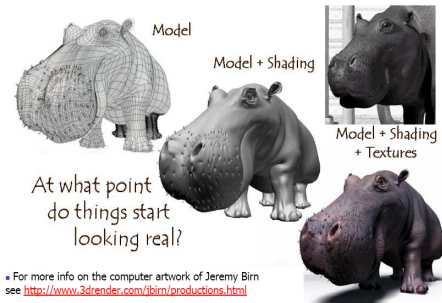 Model
Model + Shading
Model + Shading
+ Textures
At what point
do things start
looking real?
For more info on the computer artwork of Jeremy Birn
see http://www.3drender.com/jbirn/productions.html